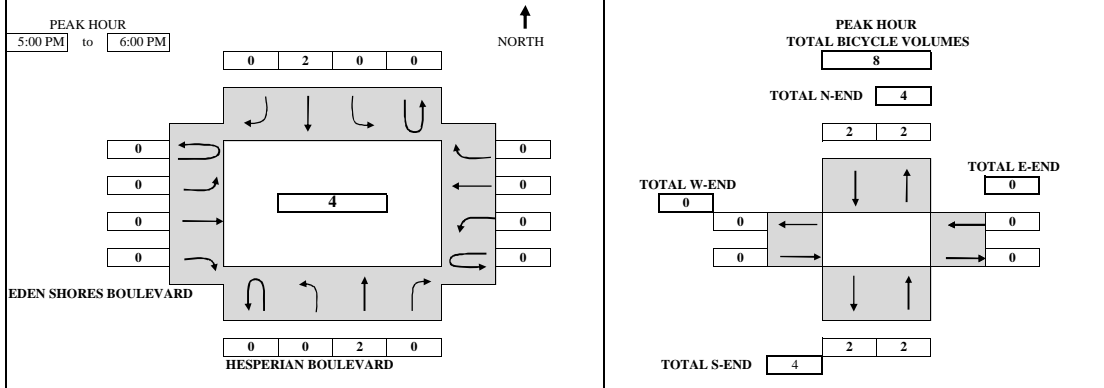 PEAK HOUR
5:00 PM to 6:00 PM
NORTH
0 2 0 0
0
0
0
0
4
0
0
0
0
EDEN SHORES BOULEVARD
0 0 2 0
HESPERIAN BOULEVARD
PEAK HOUR
TOTAL BICYCLE VOLUMES
8
TOTAL N-END 4
2 2
TOTAL E-END
0
TOTAL W-END
0
0 0
0 0
2 2
TOTAL S-END 4